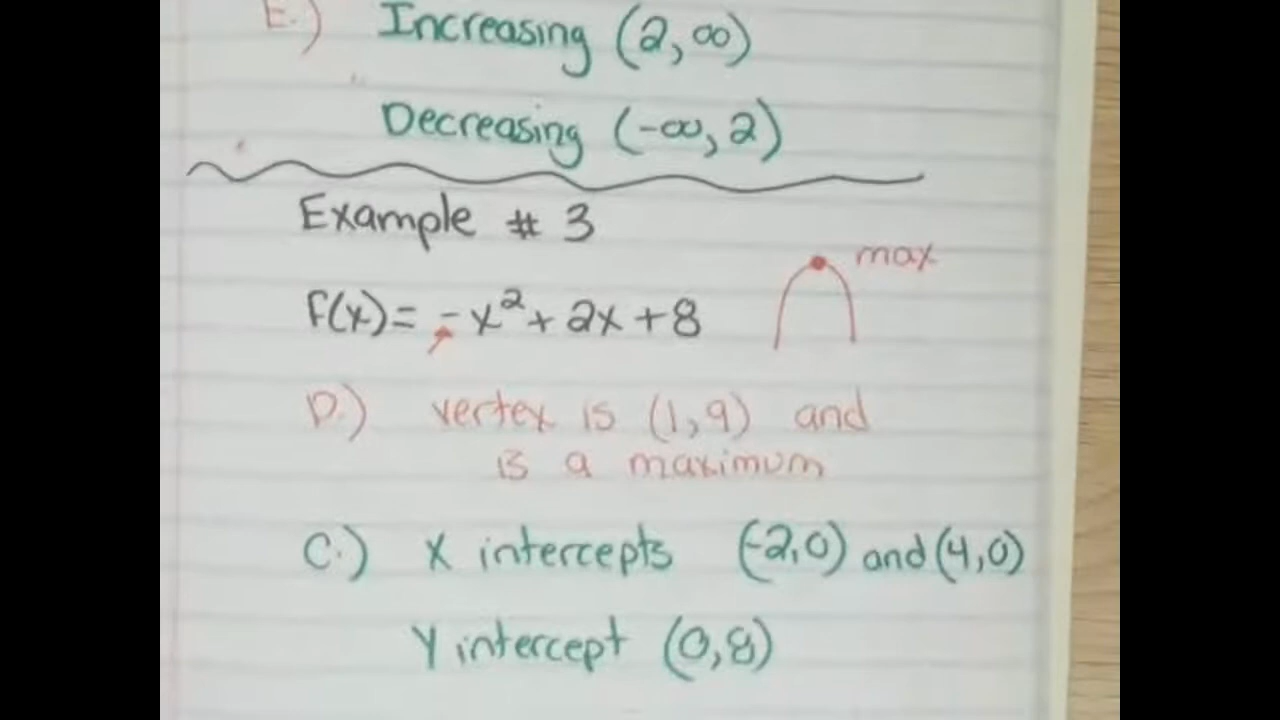 E.) Increasing (2, ∞)
Decreasing (-∞, 2)
Example # 3
max
F(x) = -x² + 2x + 8
D.) vertex is (1, 9) and
is a maximum
C.) X intercepts (-2, 0) and (4, 0)
Y intercept (0, 8)